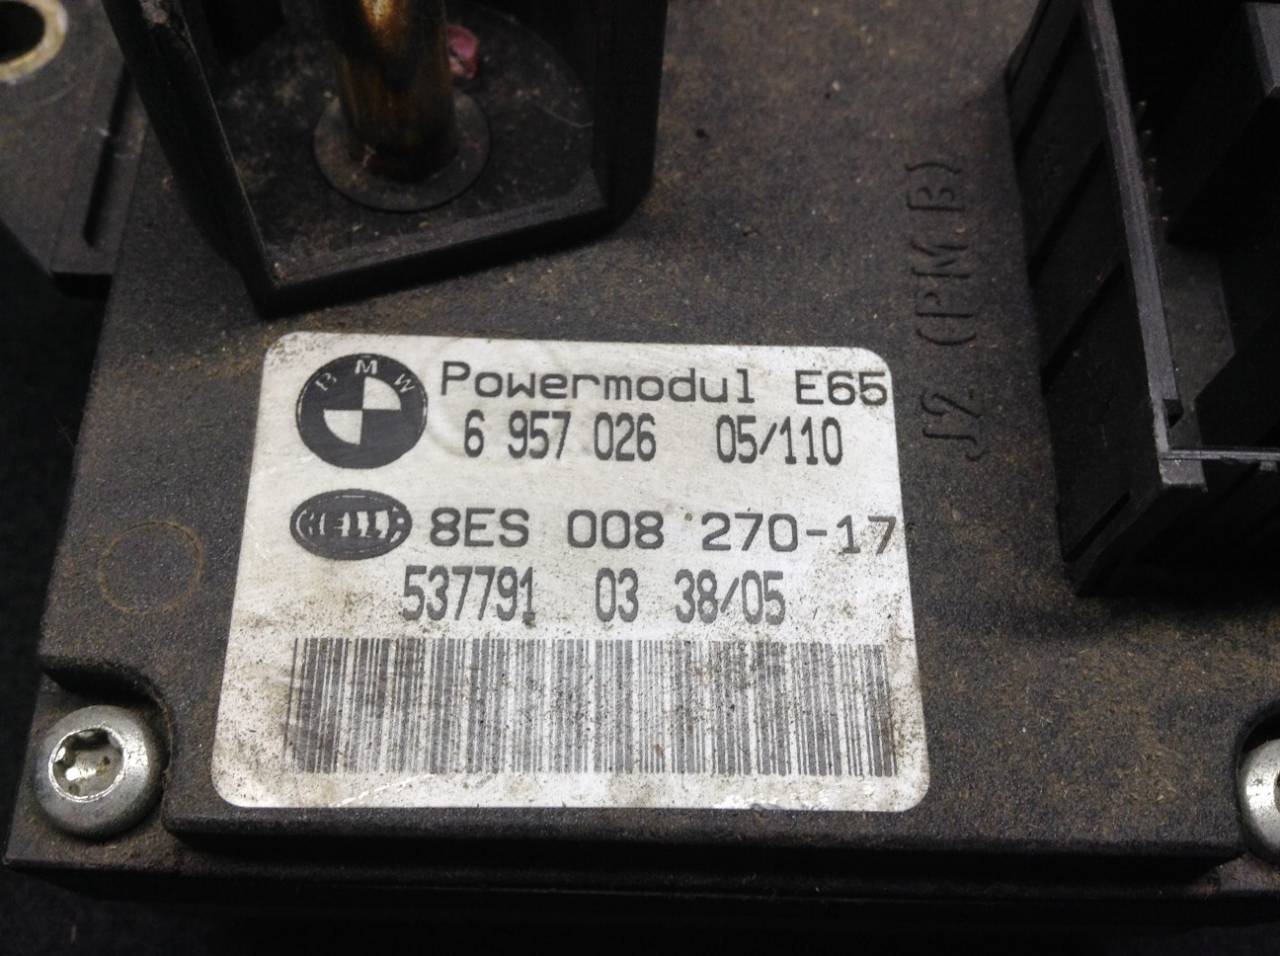 BMW
Powermodul E65
6 957 026 05/110
HELLA
8ES 008 270-17
537791 03 38/05
J2 (PMB)